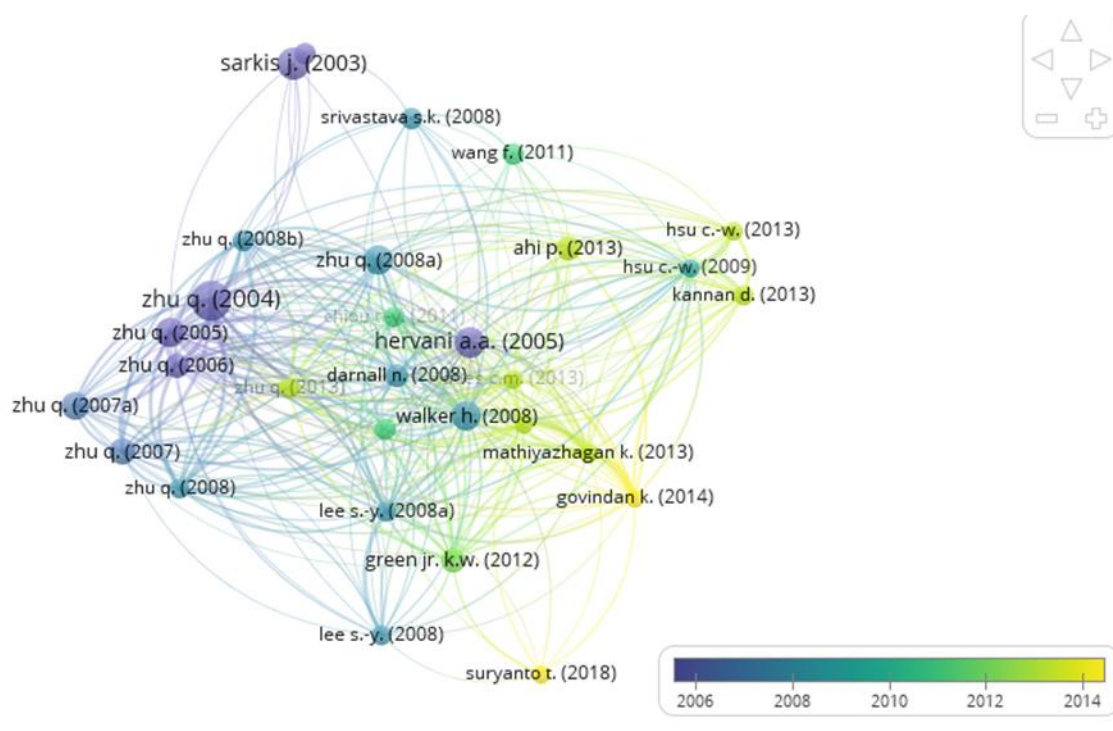 sarkis j. (2003)
srivastava s.k. (2008)
wang f. (2011)
hsu c.-w. (2013)
zhu q. (2008b)
ahi p. (2013)
zhu q. (2008a)
hsu c.-w. (2009)
kannan d. (2013)
zhu q. (2004)
(2011)
zhu q. (2005)
hervani a.a. (2005)
zhu q. (2006)
darnall n. (2008)
c.m. (2013)
zhu q. (2013)
zhu q. (2007a)
walker h. (2008)
zhu q. (2007)
mathiyazhagan k. (2013)
zhu q. (2008)
govindan k. (2014)
lee s.-y. (2008a)
green jr. k.w. (2012)
lee s.-y. (2008)
suryanto t. (2018)
2006 2008 2010 2012 2014